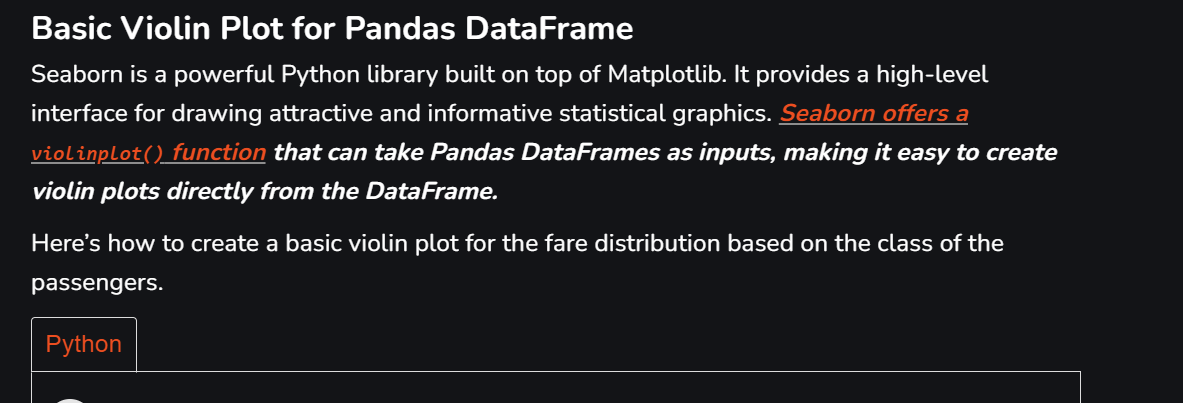 Basic Violin Plot for Pandas DataFrame
Seaborn is a powerful Python library built on top of Matplotlib. It provides a high-level
interface for drawing attractive and informative statistical graphics. Seaborn offers a
violinplot() function that can take Pandas DataFrames as inputs, making it easy to create
violin plots directly from the DataFrame.
Here’s how to create a basic violin plot for the fare distribution based on the class of the
passengers.
Python